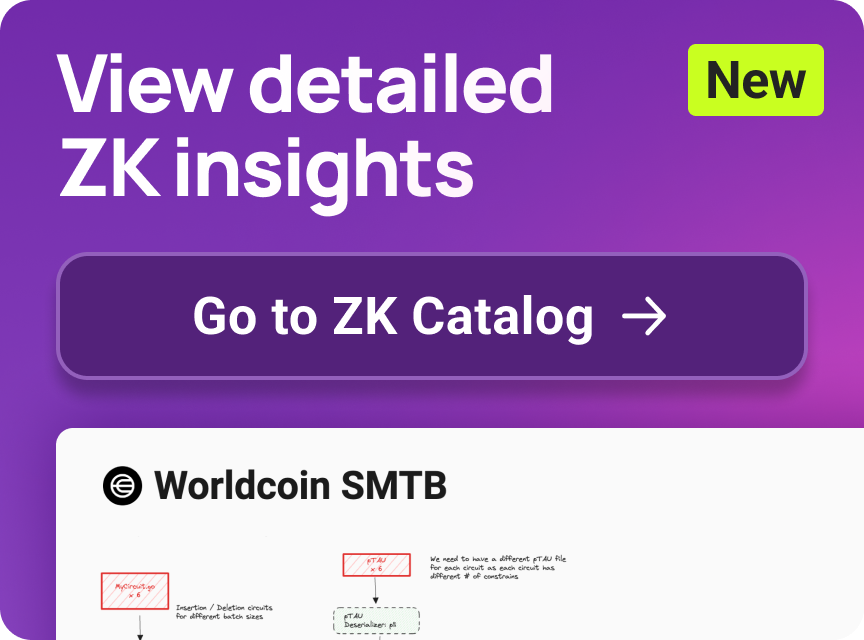 View detailed
ZK insights
New
Go to ZK Catalog →
Worldcoin SMTB
MyCircuit.go
x 6
Insertion / Deletion circuits
for different batch sizes
pTAU
x 6
We need to have a different pTAU file
for each circuit as each circuit has
different # of constrains
pTAU
Deserializer: p5